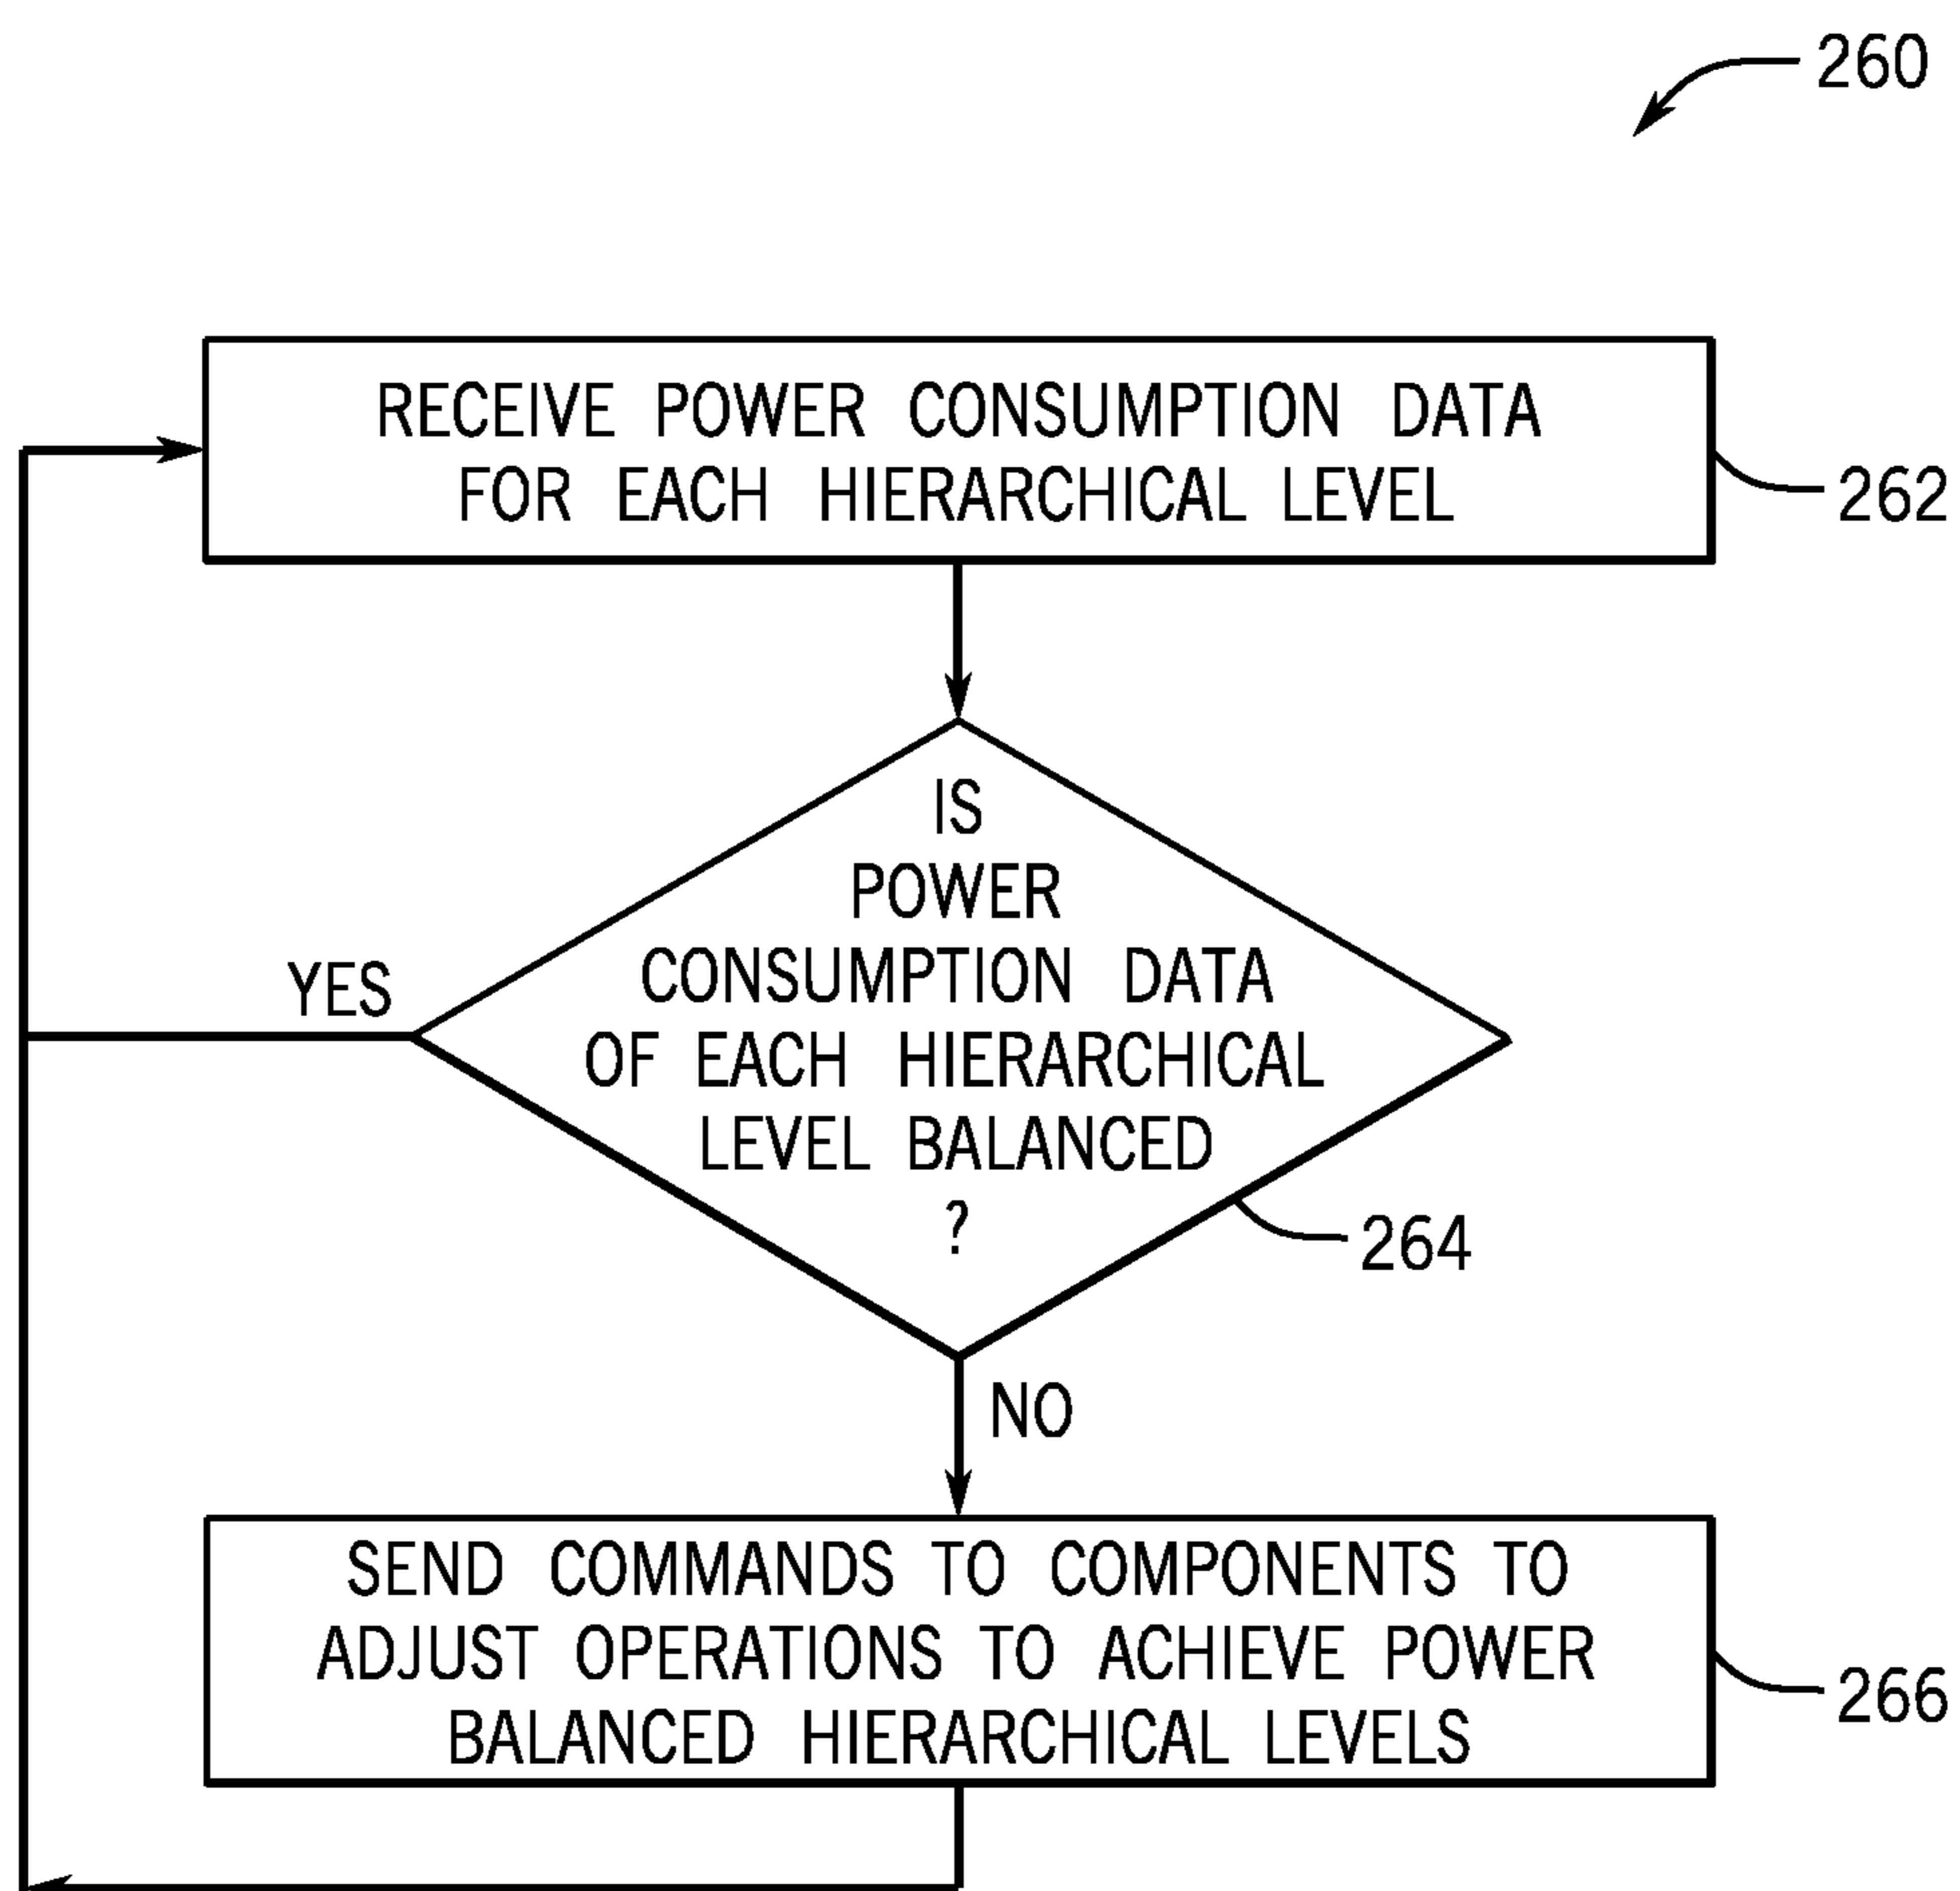 260
RECEIVE POWER CONSUMPTION DATA
FOR EACH HIERARCHICAL LEVEL
262
IS
POWER
CONSUMPTION DATA
OF EACH HIERARCHICAL
LEVEL BALANCED
?
YES
264
NO
SEND COMMANDS TO COMPONENTS TO
ADJUST OPERATIONS TO ACHIEVE POWER
BALANCED HIERARCHICAL LEVELS
266